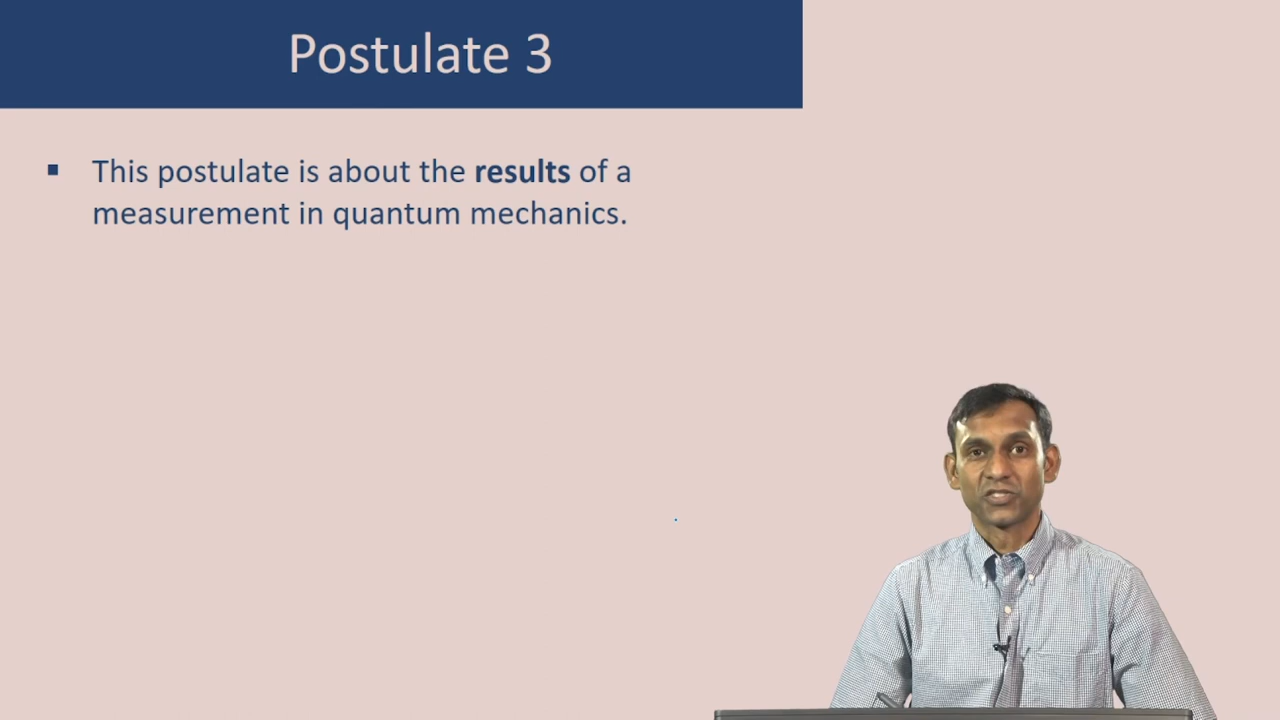 Postulate 3
▪ This postulate is about the results of a
measurement in quantum mechanics.